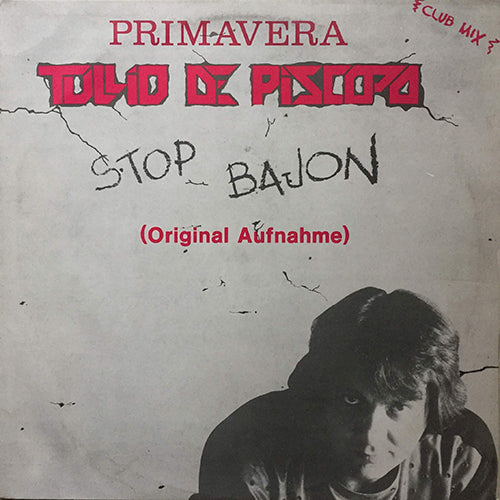 PRIMAVERA
CLUB MIX
TULLIO DE PISCOPO
STOP BAJON
(Original Aufnahme)